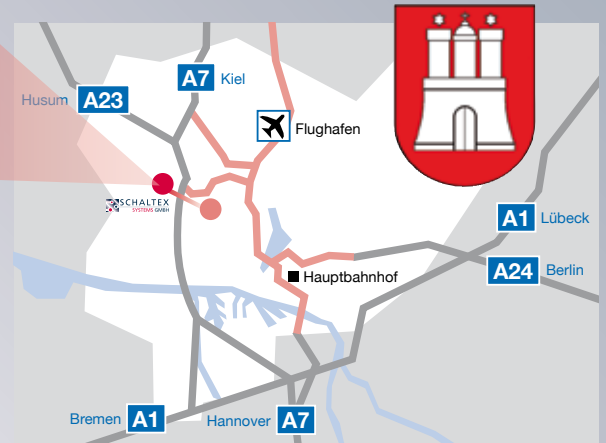 A7 Kiel
Husum A23
Flughafen
SCHALTEX
SYSTEMS GMBH
A1 Lübeck
Hauptbahnhof
A24 Berlin
Bremen A1
Hannover A7